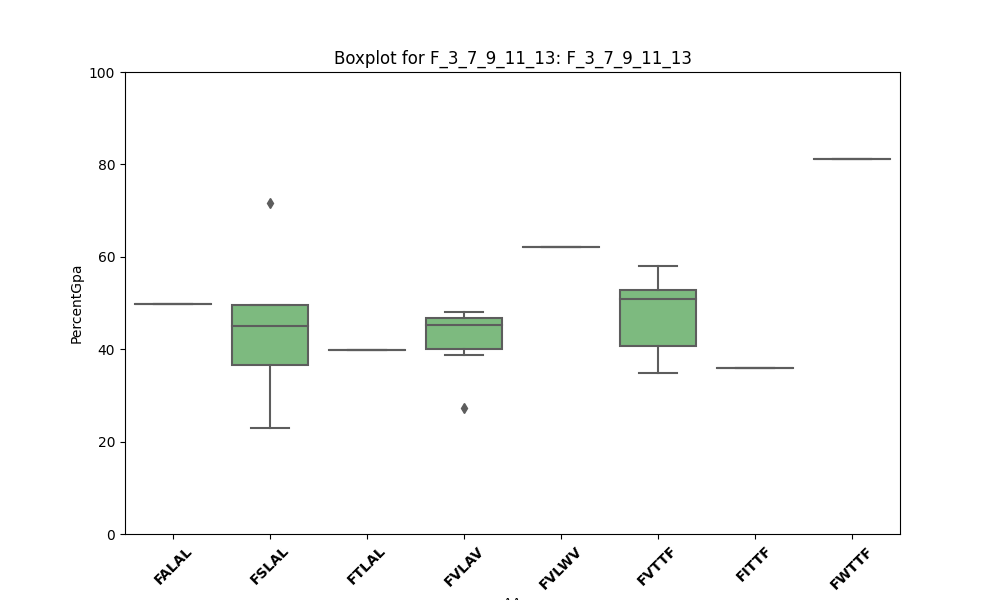 Boxplot for F_3_7_9_11_13: F_3_7_9_11_13
100
80
60
40
20
0
PercentGpa
FALAL
FSLAL
FTLAL
FVLAV
FVLWV
FVTTF
FITTF
FWTTF